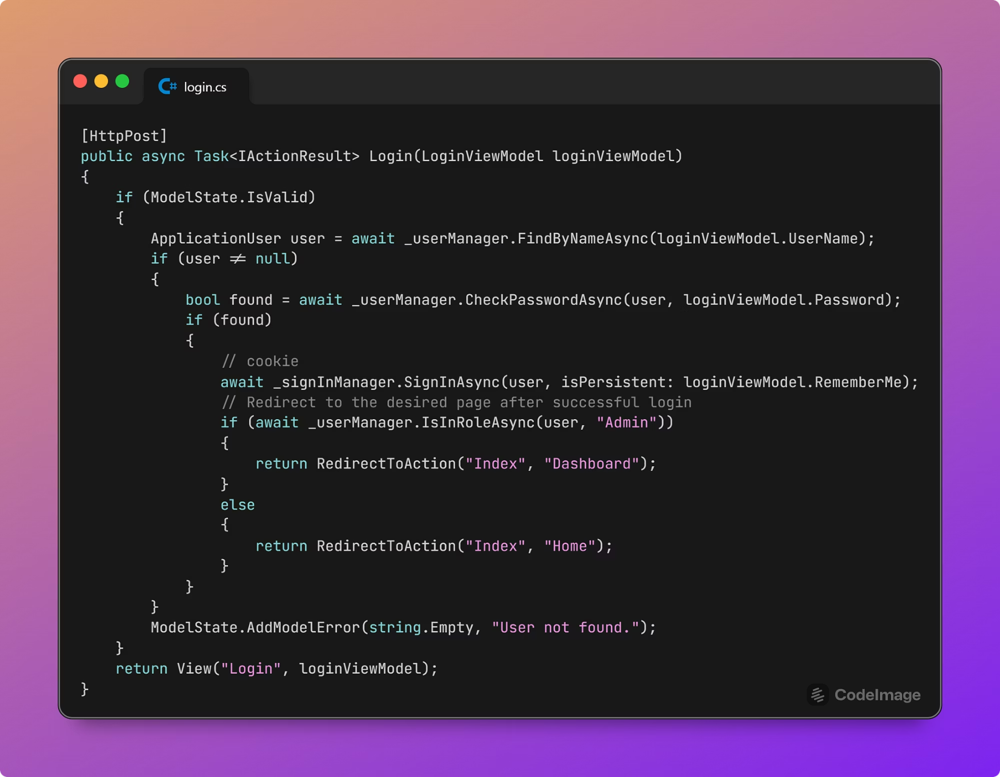 C# login.cs
[HttpPost]
public async Task<IActionResult> Login(LoginViewModel loginViewModel)
{
    if (ModelState.IsValid)
    {
        ApplicationUser user = await _userManager.FindByNameAsync(loginViewModel.UserName);
        if (user != null)
        {
            bool found = await _userManager.CheckPasswordAsync(user, loginViewModel.Password);
            if (found)
            {
                // cookie
                await _signInManager.SignInAsync(user, isPersistent: loginViewModel.RememberMe);
                // Redirect to the desired page after successful login
                if (await _userManager.IsInRoleAsync(user, "Admin"))
                {
                    return RedirectToAction("Index", "Dashboard");
                }
                else
                {
                    return RedirectToAction("Index", "Home");
                }
            }
        }
        ModelState.AddModelError(string.Empty, "User not found.");
    }
    return View("Login", loginViewModel);
}
CodeImage